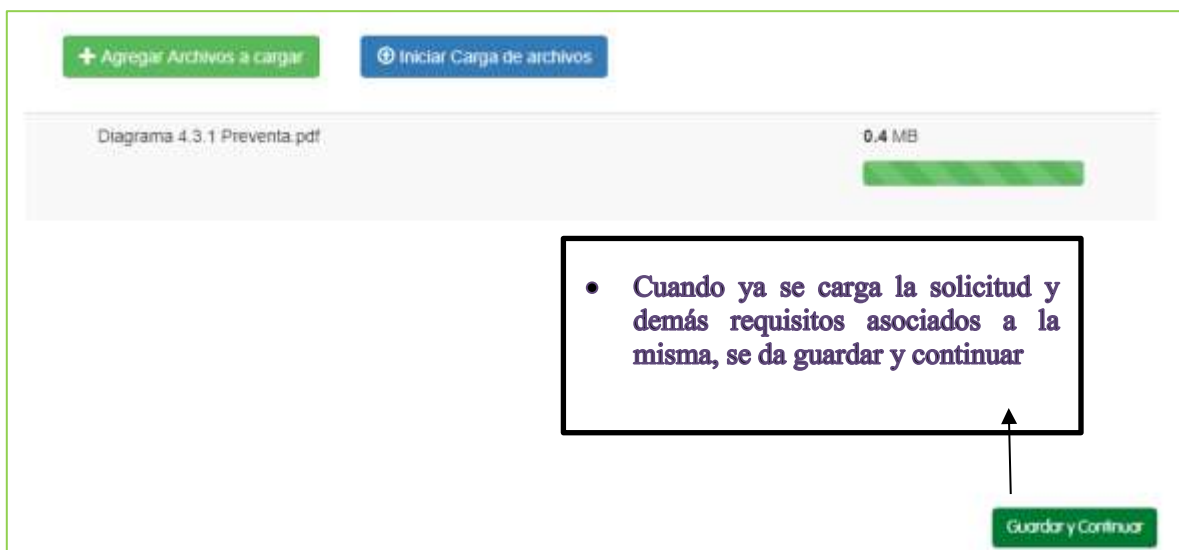 + Agregar Archivos a cargar
Iniciar Carga de archivos
Diagrama 4.3.1 Preventa.pdf
0.4 MB
• Cuando ya se carga la solicitud y
demás requisitos asociados a la
misma, se da guardar y continuar
Guardar y Continuar